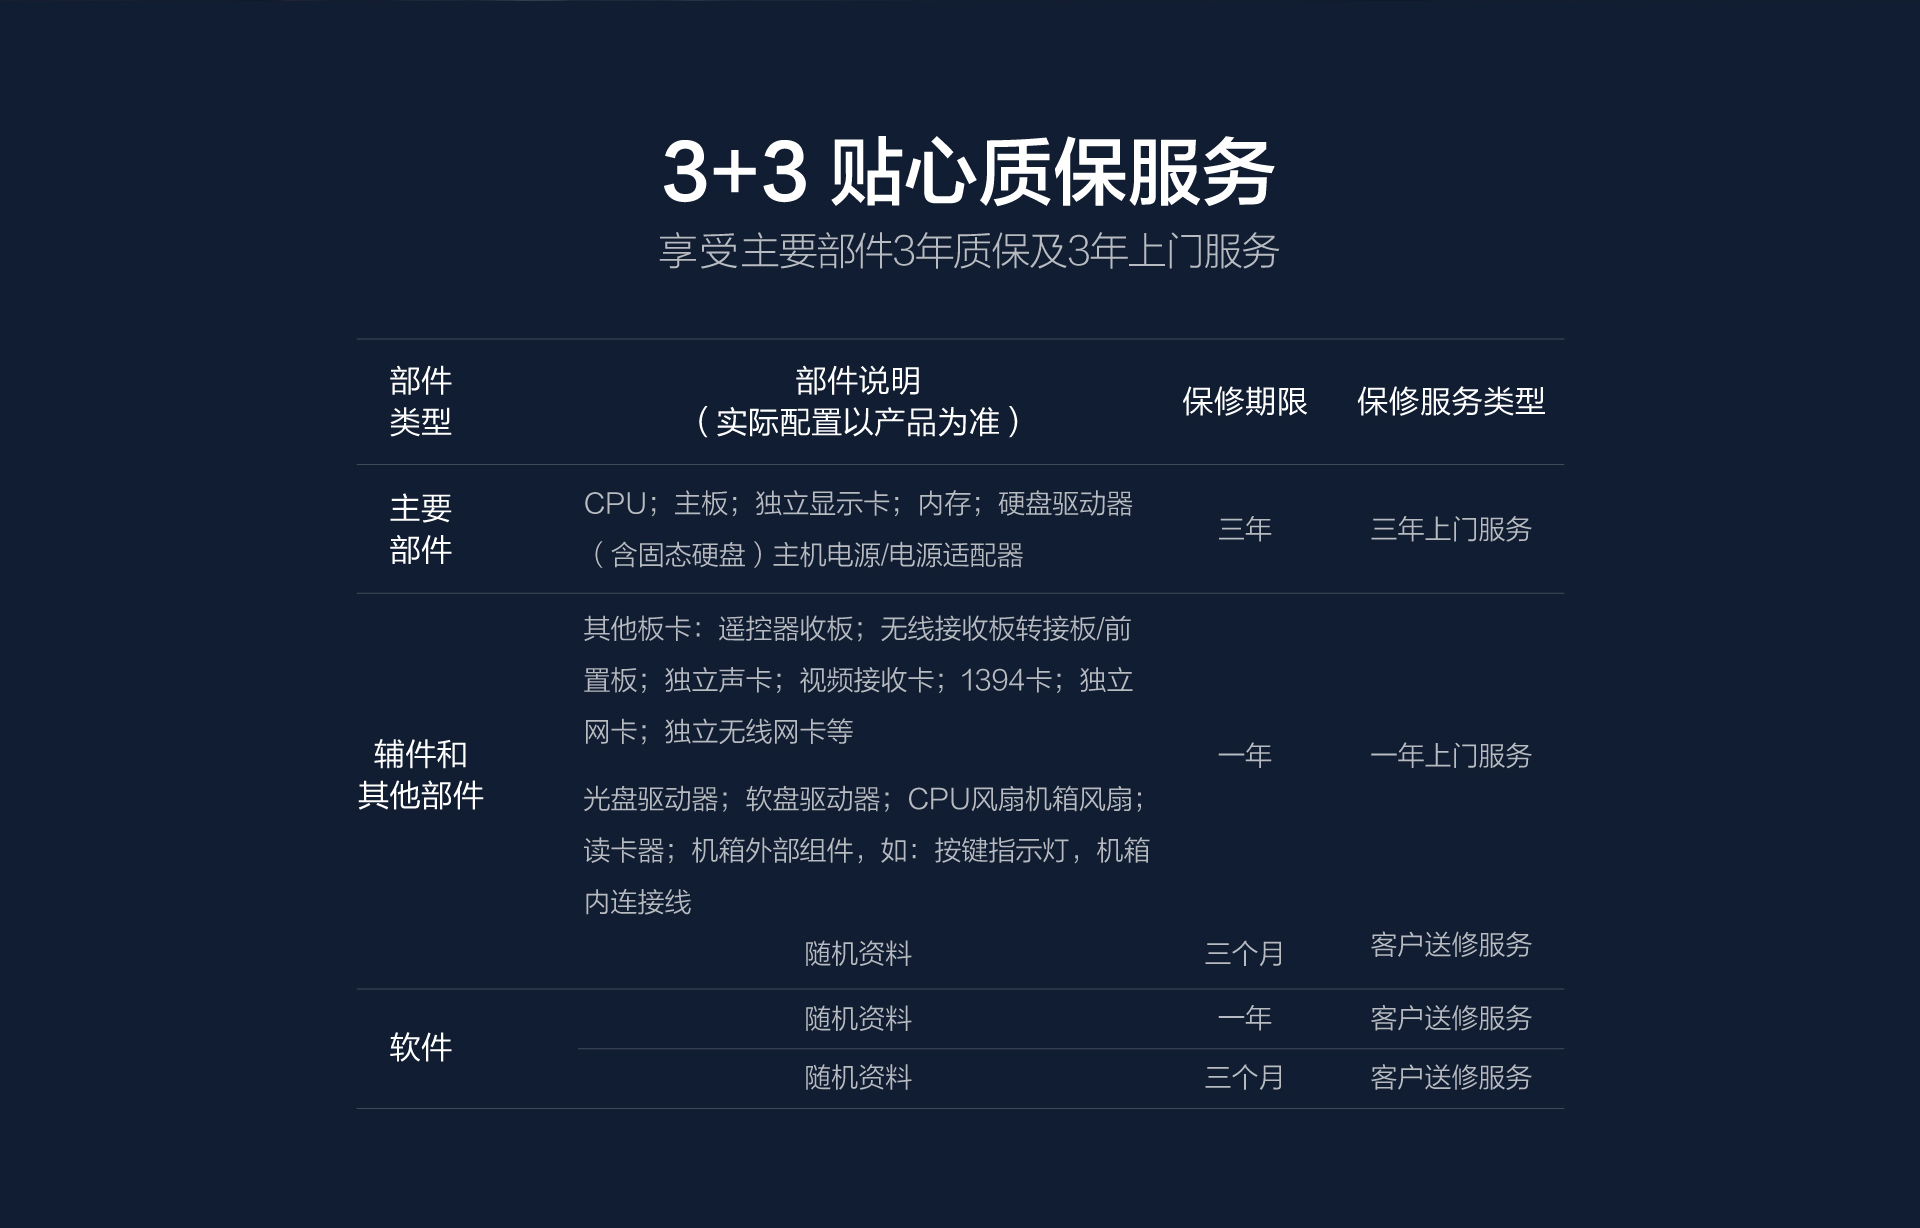 3+3 贴心质保服务
享受主要部件3年质保及3年上门服务
部件
类型
部件说明
（实际配置以产品为准）
保修期限
保修服务类型
主要
部件
CPU；主板；独立显示卡；内存；硬盘驱动器
（含固态硬盘）主机电源/电源适配器
三年
三年上门服务
辅件和
其他部件
其他板卡：遥控器收板；无线接收板转接板/前
置板；独立声卡；视频接收卡；1394卡；独立
网卡；独立无线网卡等
光盘驱动器；软盘驱动器；CPU风扇机箱风扇；
读卡器；机箱外部组件，如：按键指示灯，机箱
内连接线
一年
一年上门服务
随机资料
三个月
客户送修服务
软件
随机资料
一年
客户送修服务
随机资料
三个月
客户送修服务